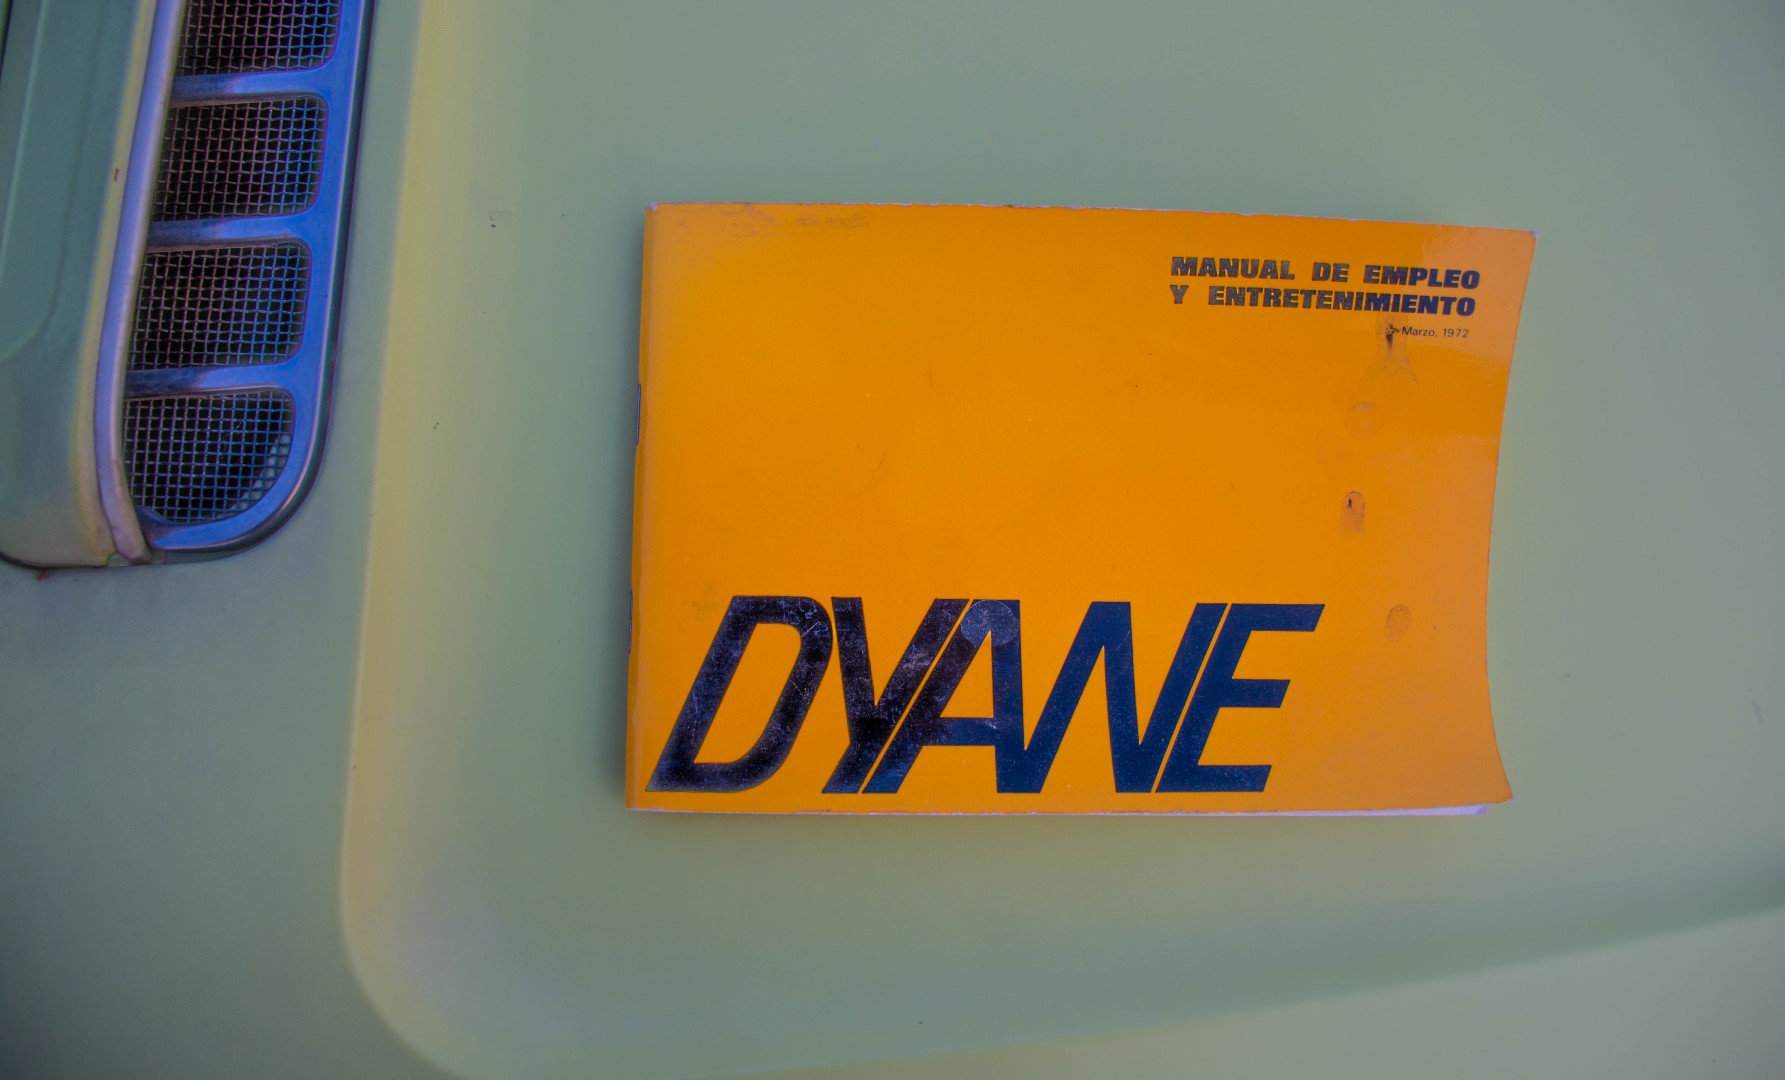 MANUAL DE EMPLEO
Y ENTRETENIMIENTO
Marzo, 1972
DYANE